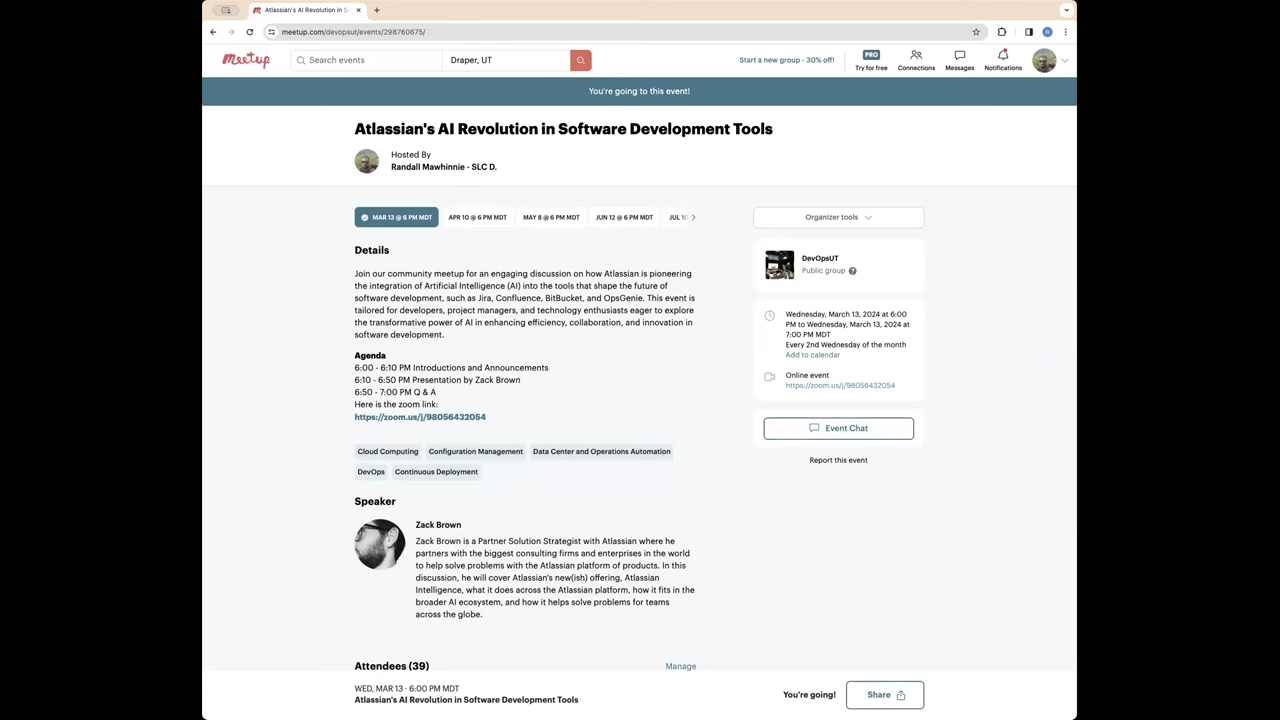 Atlassian's AI Revolution in S
meetup.com/devopsut/events/298760675/
R
meetup
Search events
Draper, UT
Start a new group - 30% off!
PRO
Try for free
Connections
Messages
Notifications
You're going to this event!
Atlassian's AI Revolution in Software Development Tools
Hosted By
Randall Mawhinnie - SLC D.
MAR 13 @ 6 PM MDT
APR 10 @ 6 PM MDT
MAY 8 @ 6 PM MDT
JUN 12 @ 6 PM MDT
JUL 10
Organizer tools
Details
Join our community meetup for an engaging discussion on how Atlassian is pioneering
the integration of Artificial Intelligence (AI) into the tools that shape the future of
software development, such as Jira, Confluence, BitBucket, and OpsGenie. This event is
tailored for developers, project managers, and technology enthusiasts eager to explore
the transformative power of AI in enhancing efficiency, collaboration, and innovation in
software development.
Agenda
6:00 - 6:10 PM Introductions and Announcements
6:10 - 6:50 PM Presentation by Zack Brown
6:50 - 7:00 PM Q & A
Here is the zoom link:
https://zoom.us/j/98056432054
Cloud Computing
Configuration Management
Data Center and Operations Automation
DevOps
Continuous Deployment
DevOpsUT
Public group
Wednesday, March 13, 2024 at 6:00
PM to Wednesday, March 13, 2024 at
7:00 PM MDT
Every 2nd Wednesday of the month
Add to calendar
Online event
https://zoom.us/j/98056432054
Event Chat
Report this event
Speaker
Zack Brown
Zack Brown is a Partner Solution Strategist with Atlassian where he
partners with the biggest consulting firms and enterprises in the world
to help solve problems with the Atlassian platform of products. In this
discussion, he will cover Atlassian's new(ish) offering, Atlassian
Intelligence, what it does across the Atlassian platform, how it fits in the
broader AI ecosystem, and how it helps solve problems for teams
across the globe.
Attendees (39)
Manage
WED, MAR 13 · 6:00 PM MDT
Atlassian's AI Revolution in Software Development Tools
You're going!
Share